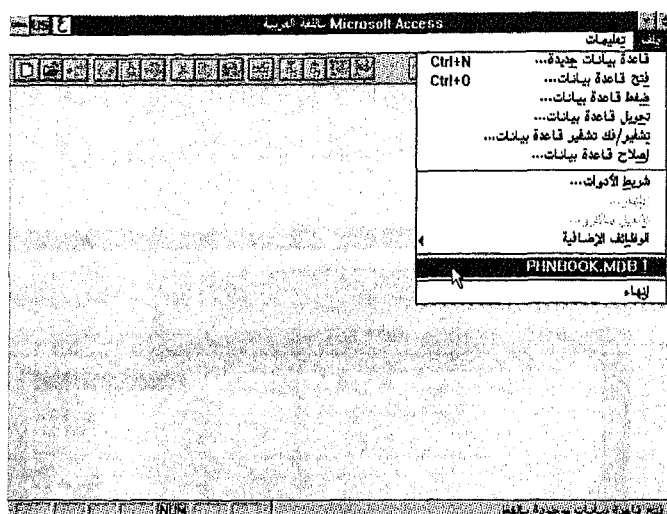 Microsoft Access باللغة العربية
ملف تعليمات
قاعدة بيانات جديدة... Ctrl+N
فتح قاعدة بيانات... Ctrl+O
ضغط قاعدة بيانات...
تحويل قاعدة بيانات...
تشفير/فك تشفير قاعدة بيانات...
إصلاح قاعدة بيانات...
شريط الأدوات...
الوظائف الإضافية
1 PHNBOOK.MDB
إنهاء
NUM